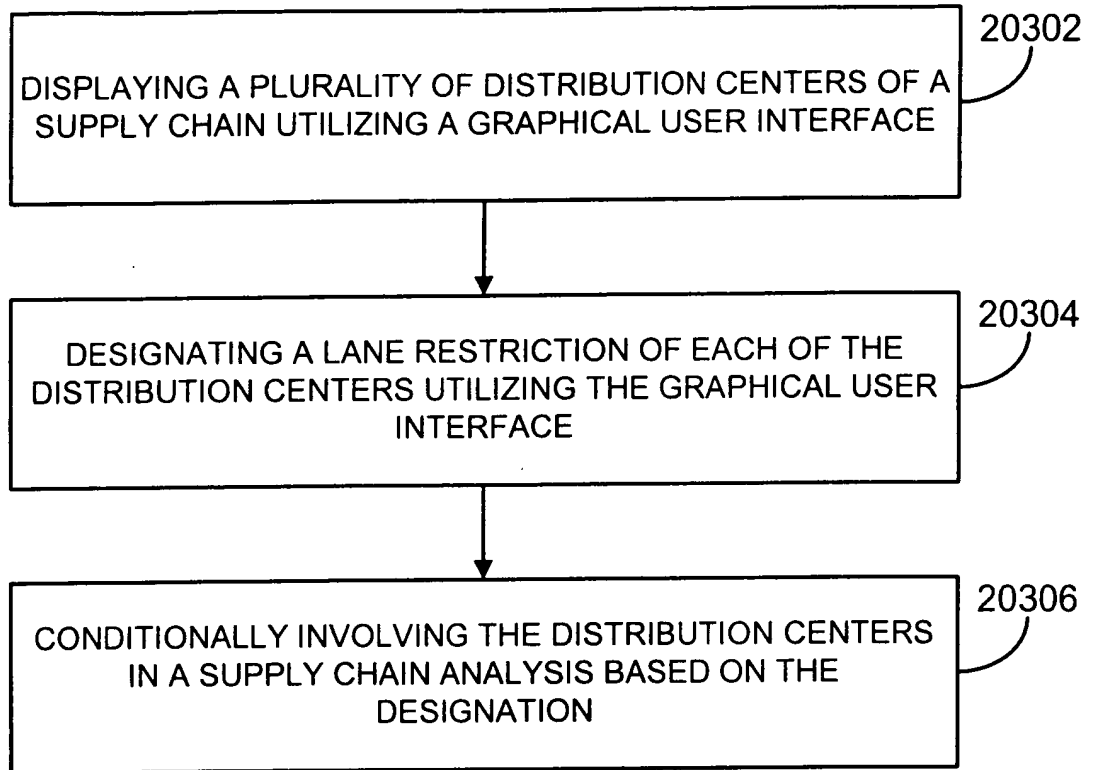 20302
DISPLAYING A PLURALITY OF DISTRIBUTION CENTERS OF A
SUPPLY CHAIN UTILIZING A GRAPHICAL USER INTERFACE
20304
DESIGNATING A LANE RESTRICTION OF EACH OF THE
DISTRIBUTION CENTERS UTILIZING THE GRAPHICAL USER
INTERFACE
20306
CONDITIONALLY INVOLVING THE DISTRIBUTION CENTERS
IN A SUPPLY CHAIN ANALYSIS BASED ON THE
DESIGNATION